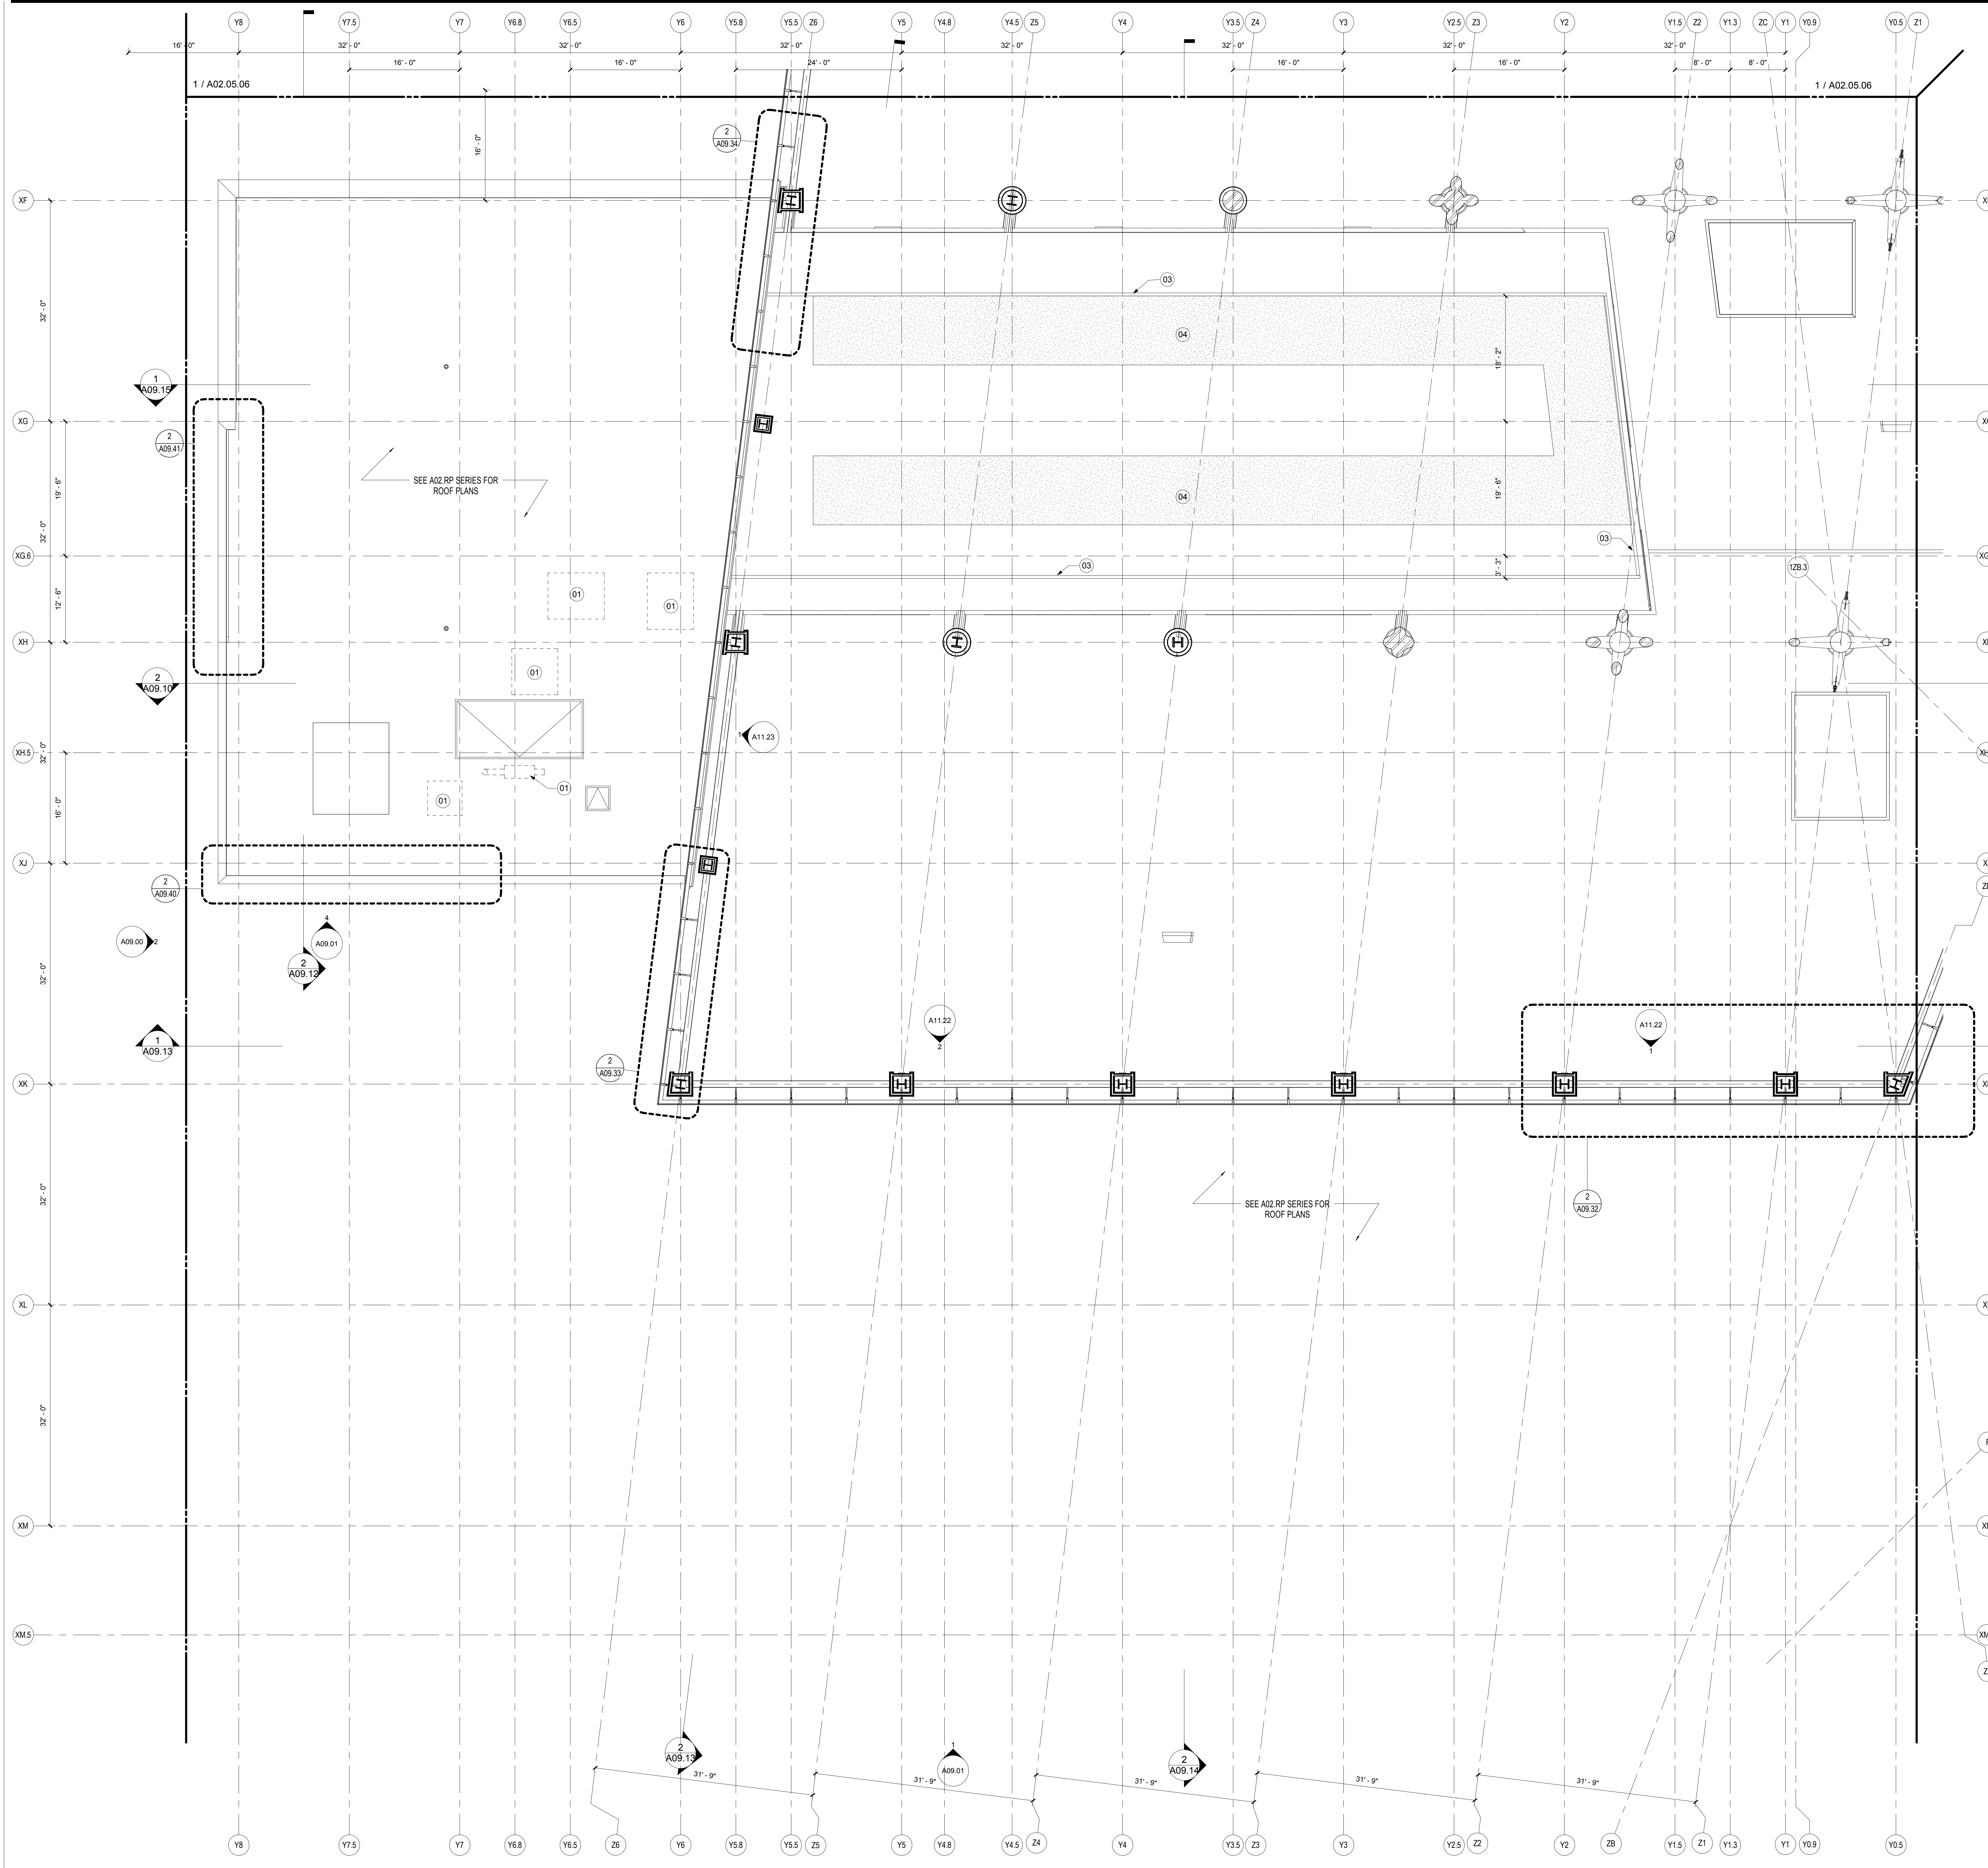 Y8 Y7.5 Y7 Y6.8 Y6.5 Y6 Y5.8 Y5.5 Z6 Y5 Y4.8 Y4.5 Z5 Y4 Y3.5 Z4 Y3 Y2.5 Z3 Y2 Y1.5 Z2 Y1.3 ZC Y1 Y0.9 Y0.5 Z1
16' - 0" 32' - 0" 32' - 0" 32' - 0" 32' - 0" 32' - 0" 32' - 0" 32' - 0"
16' - 0" 16' - 0" 24' - 0" 16' - 0" 16' - 0" 8' - 0" 8' - 0"
1 / A02.05.06
1 / A02.05.06
16' - 0"
2
A09.34
XF
03
32' - 0"
04
18' - 2"
1
A09.15
XG
2
A09.41
SEE A02.RP SERIES FOR
ROOF PLANS
19' - 6"
04
19' - 6"
32' - 0"
03
XG.6
03
3' - 3"
1ZB.3
01
01
12' - 6"
XH
01
2
A09.10
1
A11.23
XH.5
32' - 0"
01
01
16' - 0"
XJ
2
A09.40
4
A09.01
A09.00
2
2
A09.12
32' - 0"
A11.22
2
A11.22
1
1
A09.13
2
A09.33
XK
32' - 0"
SEE A02.RP SERIES FOR
ROOF PLANS
2
A09.32
XL
32' - 0"
XM
XM.5
2
A09.13
1
A09.01
2
A09.14
31' - 9" 31' - 9" 31' - 9" 31' - 9" 31' - 9"
Y8 Y7.5 Y7 Y6.8 Y6.5 Z6 Y6 Y5.8 Y5.5 Z5 Y5 Y4.8 Y4.5 Z4 Y4 Y3.5 Z3 Y3 Y2.5 Z2 Y2 ZB Y1.5 Z1 Y1.3 Y1 Y0.9 Y0.5